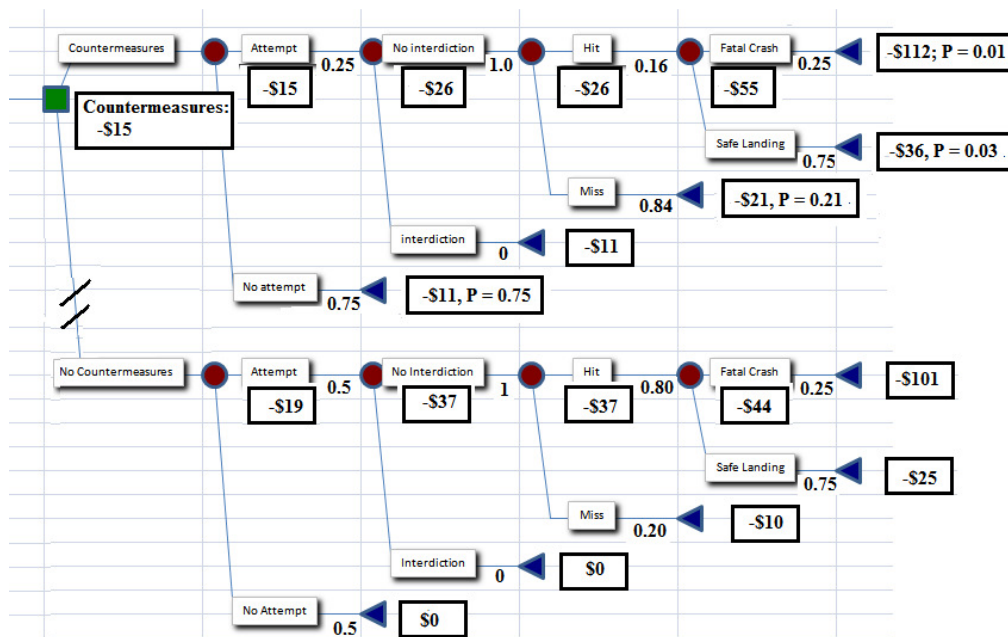 Countermeasures
Attempt
0.25
No interdiction
1.0
Hit
0.16
Fatal Crash
0.25
-$112; P = 0.01
-$15
-$26
-$26
-$55
Countermeasures:
-$15
Safe Landing
0.75
-$36, P = 0.03
Miss
0.84
-$21, P = 0.21
interdiction
0
-$11
No attempt
0.75
-$11, P = 0.75
No Countermeasures
Attempt
0.5
No Interdiction
1
Hit
0.80
Fatal Crash
0.25
-$101
-$19
-$37
-$37
-$44
Safe Landing
0.75
-$25
Miss
0.20
-$10
Interdiction
0
$0
No Attempt
0.5
$0